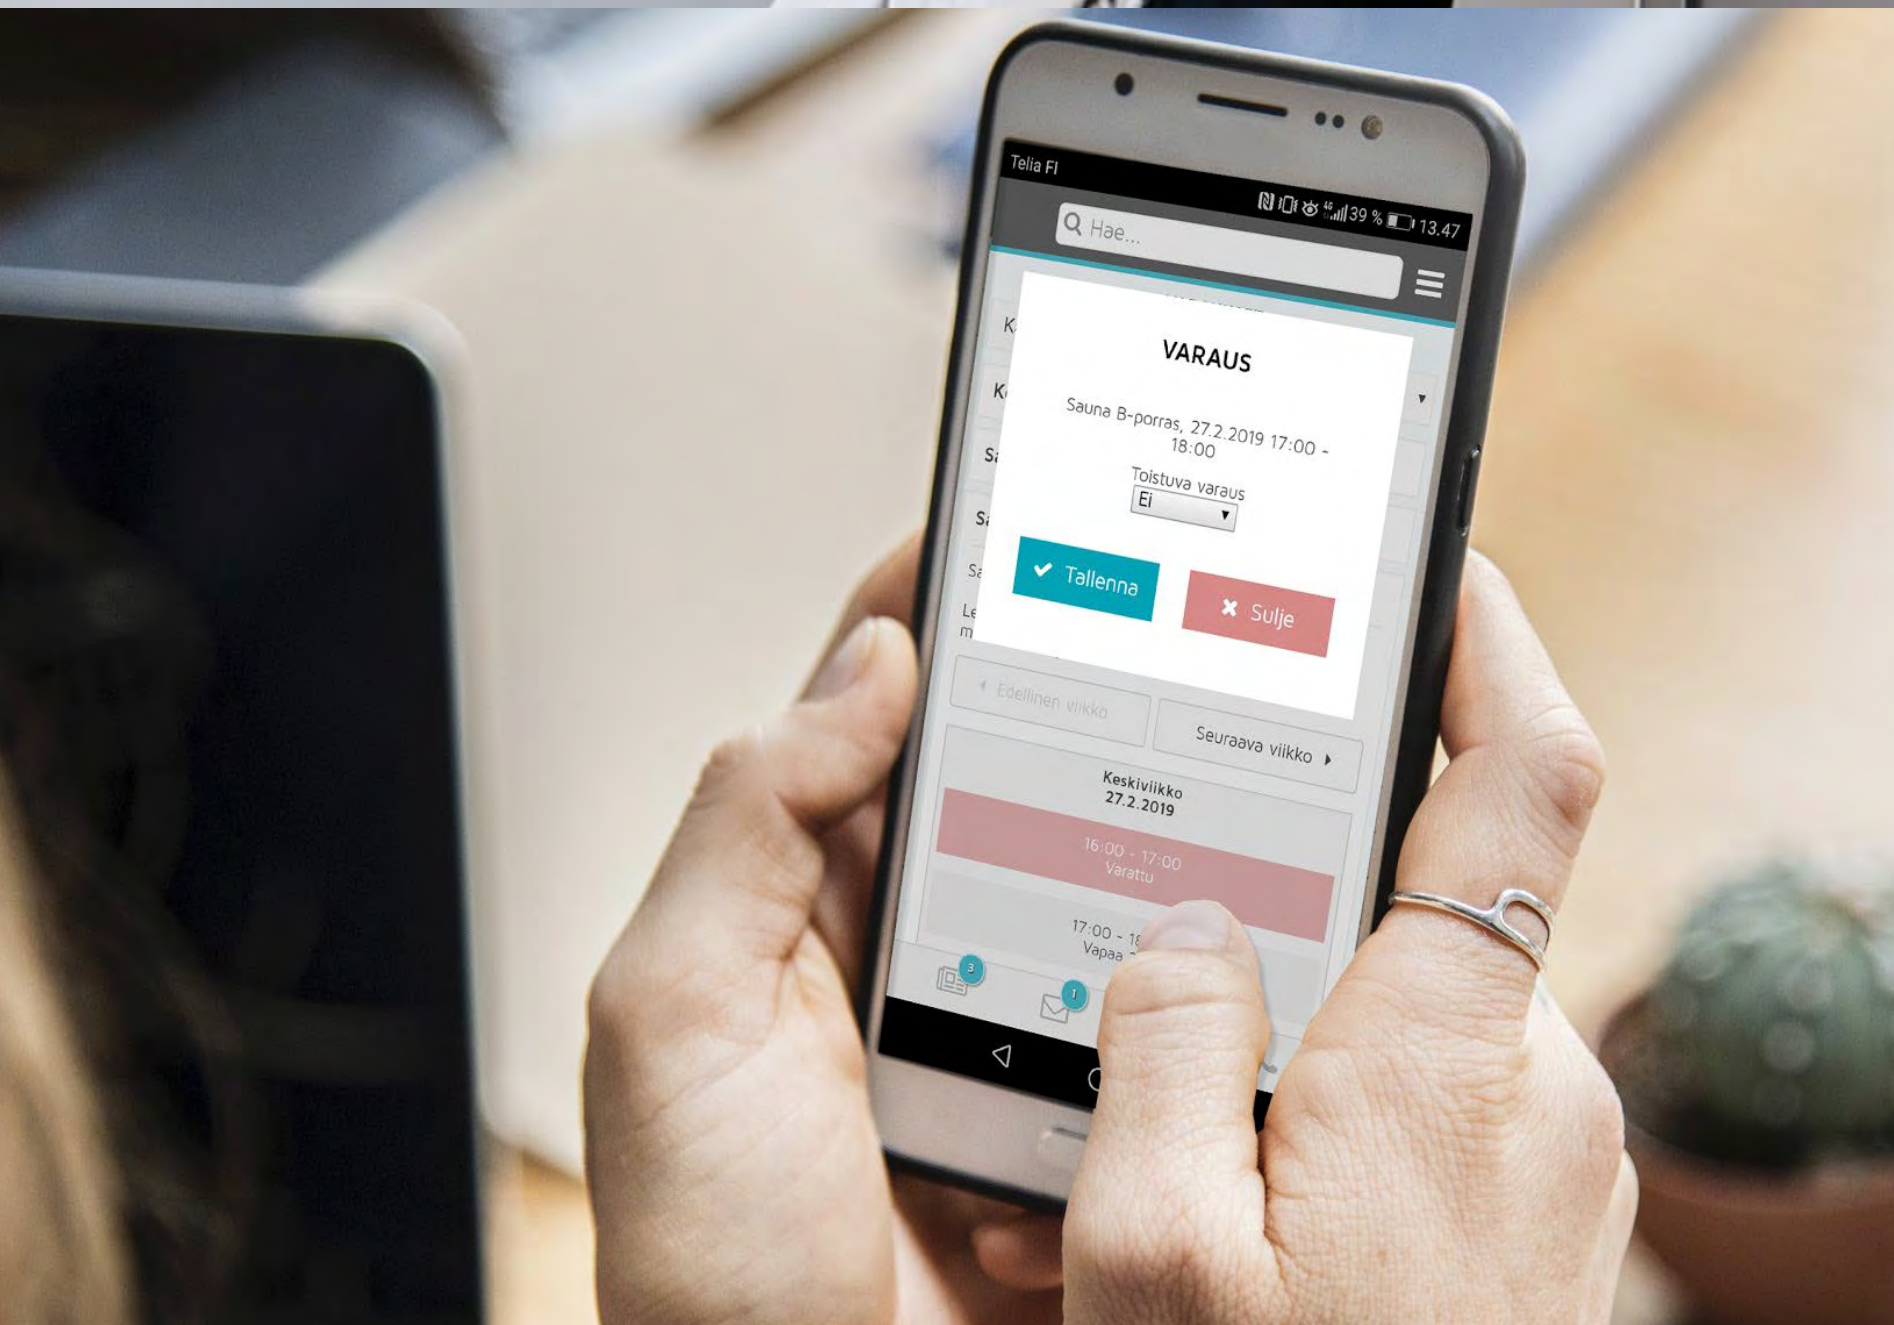 Telia FI
39 % 13.47
Hae...
VARAUS
Sauna B-porras, 27.2.2019 17:00 -
18:00
Toistuva varaus
Ei
Tallenna
Sulje
Edellinen viikko
Seuraava viikko
Keskiviikko
27.2.2019
16:00 - 17:00
Varattu
17:00 -
Vapaa
3
1